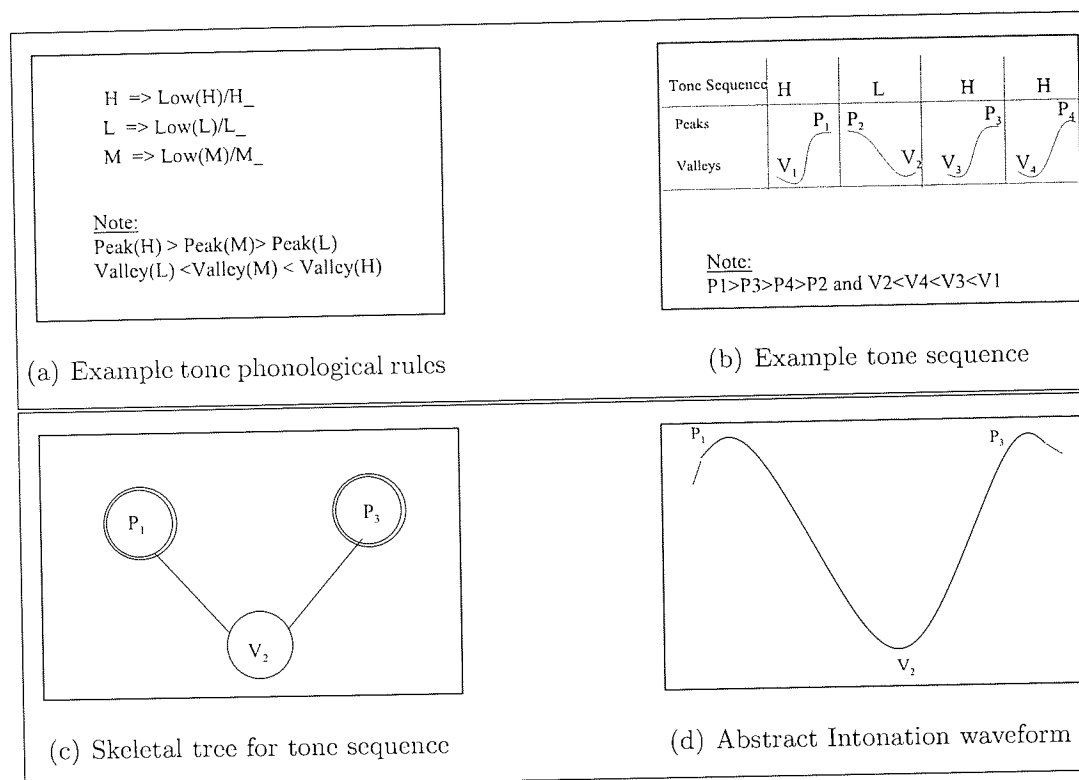 H => Low(H)/H_
L => Low(L)/L_
M => Low(M)/M_
Note:
Peak(H) > Peak(M)> Peak(L)
Valley(L) <Valley(M) < Valley(H)
(a) Example tone phonological rules
Tone Sequence H L H H
Peaks P1 P2 P3 P4
Valleys V1 V2 V3 V4
Note:
P1>P3>P4>P2 and V2<V4<V3<V1
(b) Example tone sequence
P1 P3
V2
(c) Skeletal tree for tone sequence
P1 P3
V2
(d) Abstract Intonation waveform